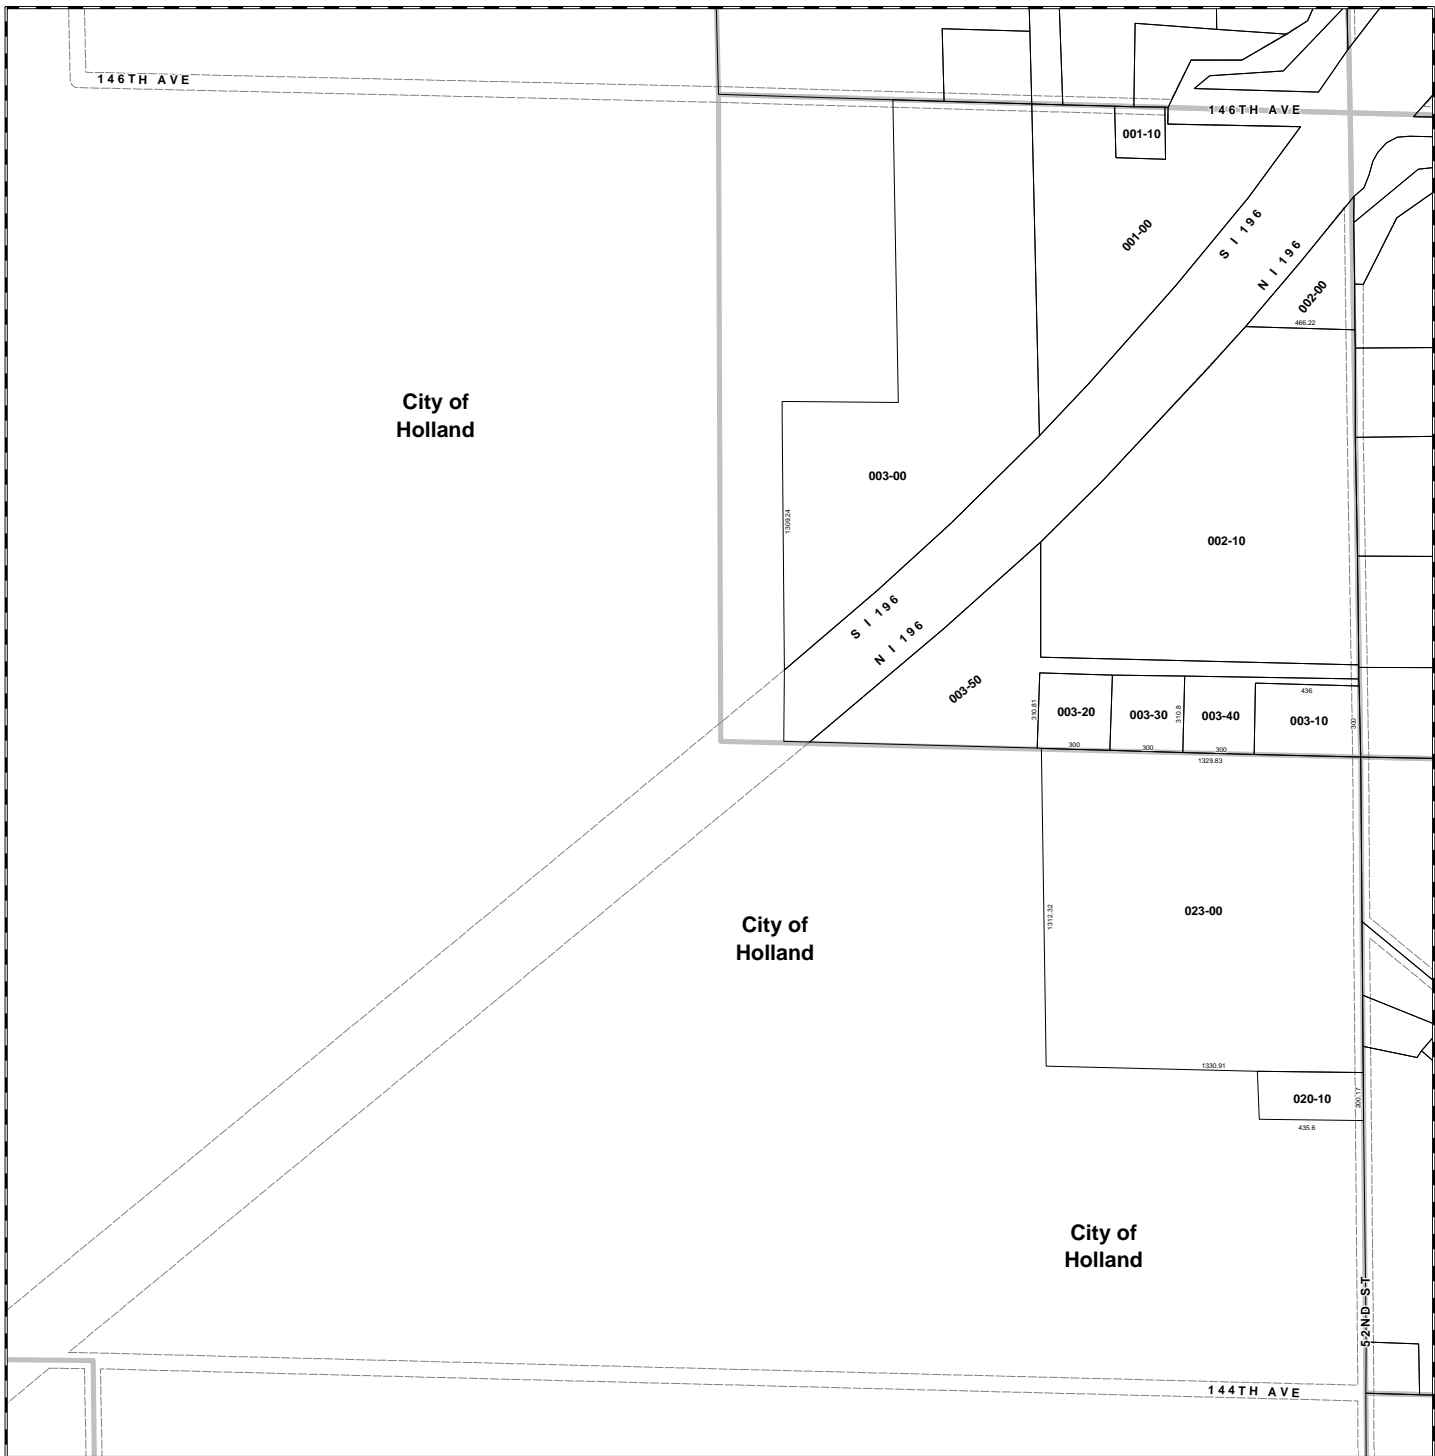 146TH AVE
146TH AVE
001-10
001-00
S I 196
N I 196
002-00
466.22
City of
Holland
003-00
1309.24
002-10
S I 196
N I 196
003-50
310.81
003-20
300
003-30
300
310.8
003-40
300
436
003-10
300
1329.83
City of
Holland
1312.32
023-00
1330.91
020-10
200.17
435.6
City of
Holland
52ND ST
144TH AVE